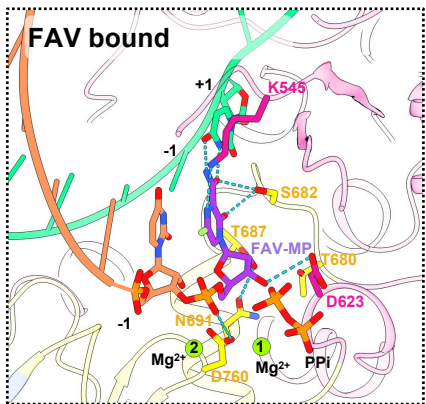 FAV bound
+1
K545
-1
S682
T687
FAV-MP
T680
D623
-1
N691
2
1
Mg²⁺
Mg²⁺
PPi
D760